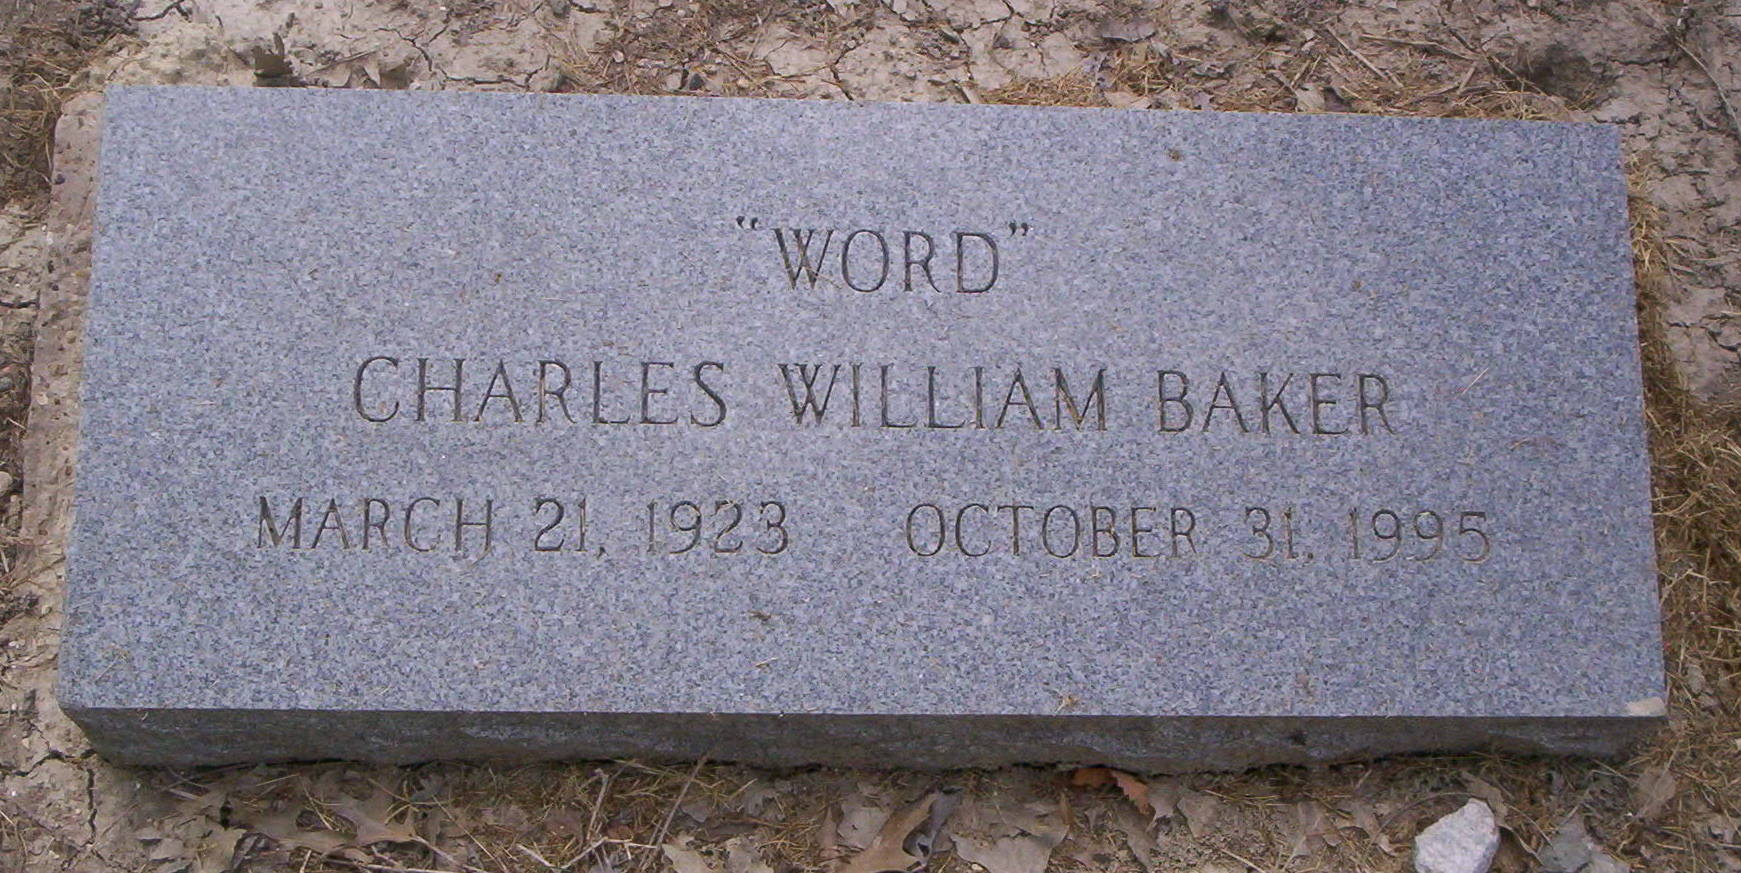 “WORD”
CHARLES WILLIAM BAKER
MARCH 21, 1923 OCTOBER 31, 1995